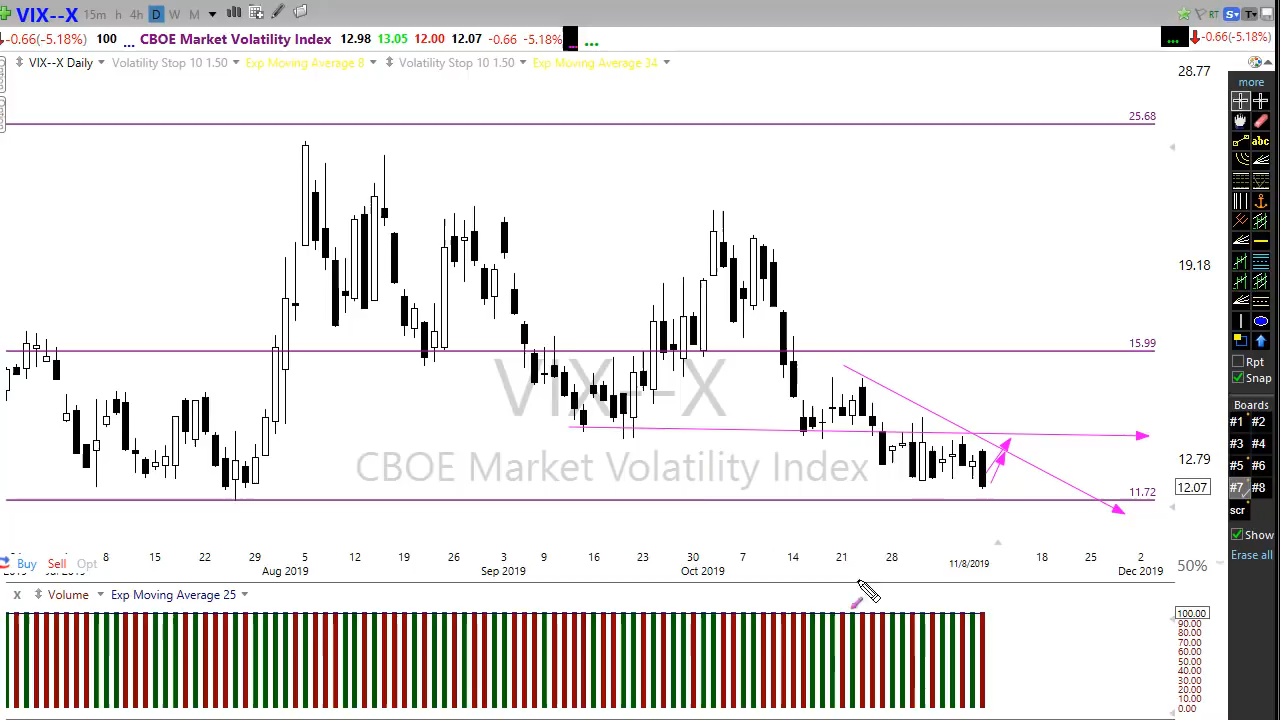 VIX--X 15m h 4h D W M
RT S T
-0.66(-5.18%) 100 ... CBOE Market Volatility Index 12.98 13.05 12.00 12.07 -0.66 -5.18% ... ... ... -0.66(-5.18%)
VIX--X Daily Volatility Stop 10 1.50 Exp Moving Average 8 Volatility Stop 10 1.50 Exp Moving Average 34
28.77
more
25.68
abc
19.18
15.99
Rpt
Snap
VIX--X
Boards
#1 #2
#3 #4
CBOE Market Volatility Index
12.79
#5 #6
12.07
#7 #8
11.72
scr
Show
Erase all
8 15 22 29 5 12 19 26 3 9 16 23 30 7 14 21 28 11/8/2019 18 25 2
Aug 2019 Sep 2019 Oct 2019 Dec 2019
Buy Sell Opt
50%
x Volume Exp Moving Average 25
100.00
90.00
80.00
70.00
60.00
50.00
40.00
30.00
20.00
10.00
0.00